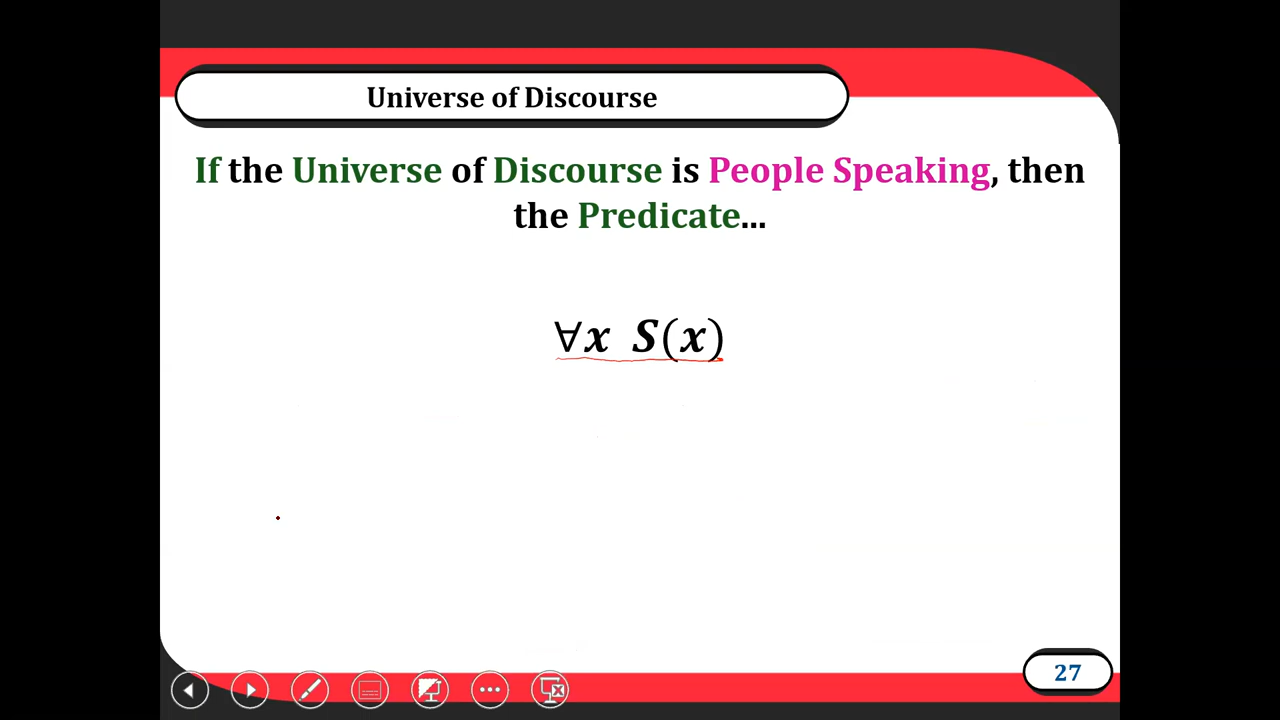 Universe of Discourse
If the Universe of Discourse is People Speaking, then
the Predicate...
∀x S(x)
27